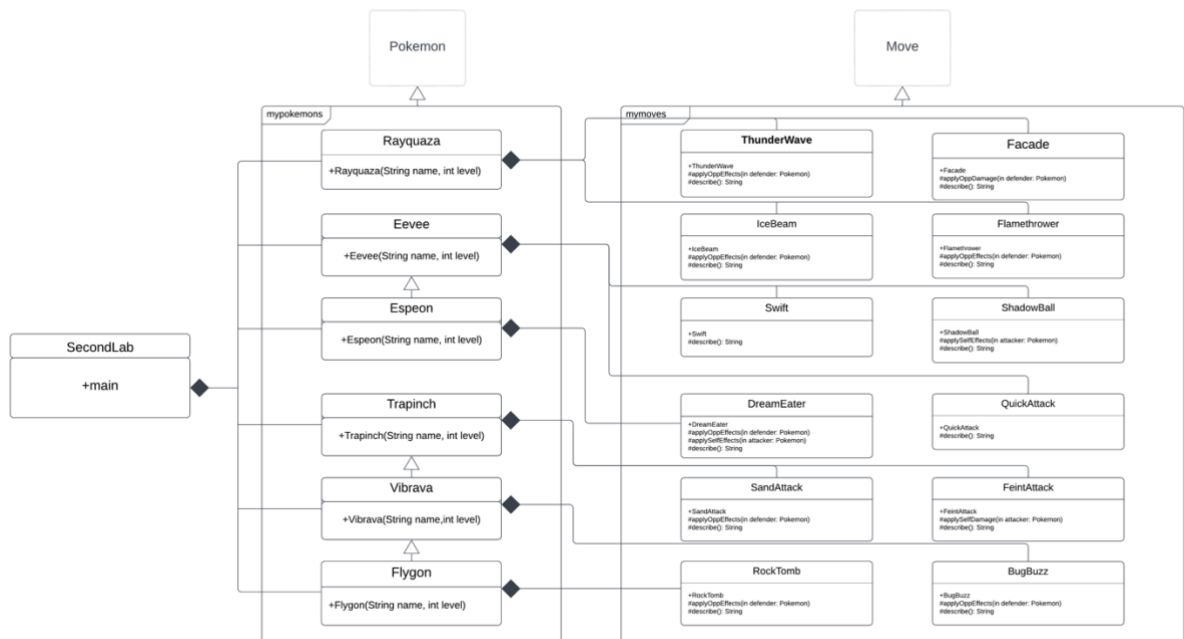 Pokemon
Move
mypokemons
mymoves
Rayquaza
+Rayquaza(String name, int level)
ThunderWave
+ThunderWave
#applyOppEffects(in defender: Pokemon)
#describe(): String
Facade
+Facade
#applyOppDamage(in defender: Pokemon)
#describe(): String
Eevee
+Eevee(String name, int level)
IceBeam
+IceBeam
#applyOppEffects(in defender: Pokemon)
#describe(): String
Flamethrower
+Flamethrower
#applyOppEffects(in defender: Pokemon)
#describe(): String
Espeon
+Espeon(String name, int level)
Swift
+Swift
#describe(): String
ShadowBall
+ShadowBall
#applySelfEffects(in attacker: Pokemon)
#describe(): String
SecondLab
+main
Trapinch
+Trapinch(String name, int level)
DreamEater
+DreamEater
#applyOppEffects(in defender: Pokemon)
#applySelfEffects(in attacker: Pokemon)
#describe(): String
QuickAttack
+QuickAttack
#describe(): String
Vibrava
+Vibrava(String name,int level)
SandAttack
+SandAttack
#applyOppEffects(in defender: Pokemon)
#describe(): String
FeintAttack
+FeintAttack
#applySelfDamage(in attacker: Pokemon)
#describe(): String
Flygon
+Flygon(String name, int level)
RockTomb
+RockTomb
#applyOppEffects(in defender: Pokemon)
#describe(): String
BugBuzz
+BugBuzz
#applyOppEffects(in defender: Pokemon)
#describe(): String